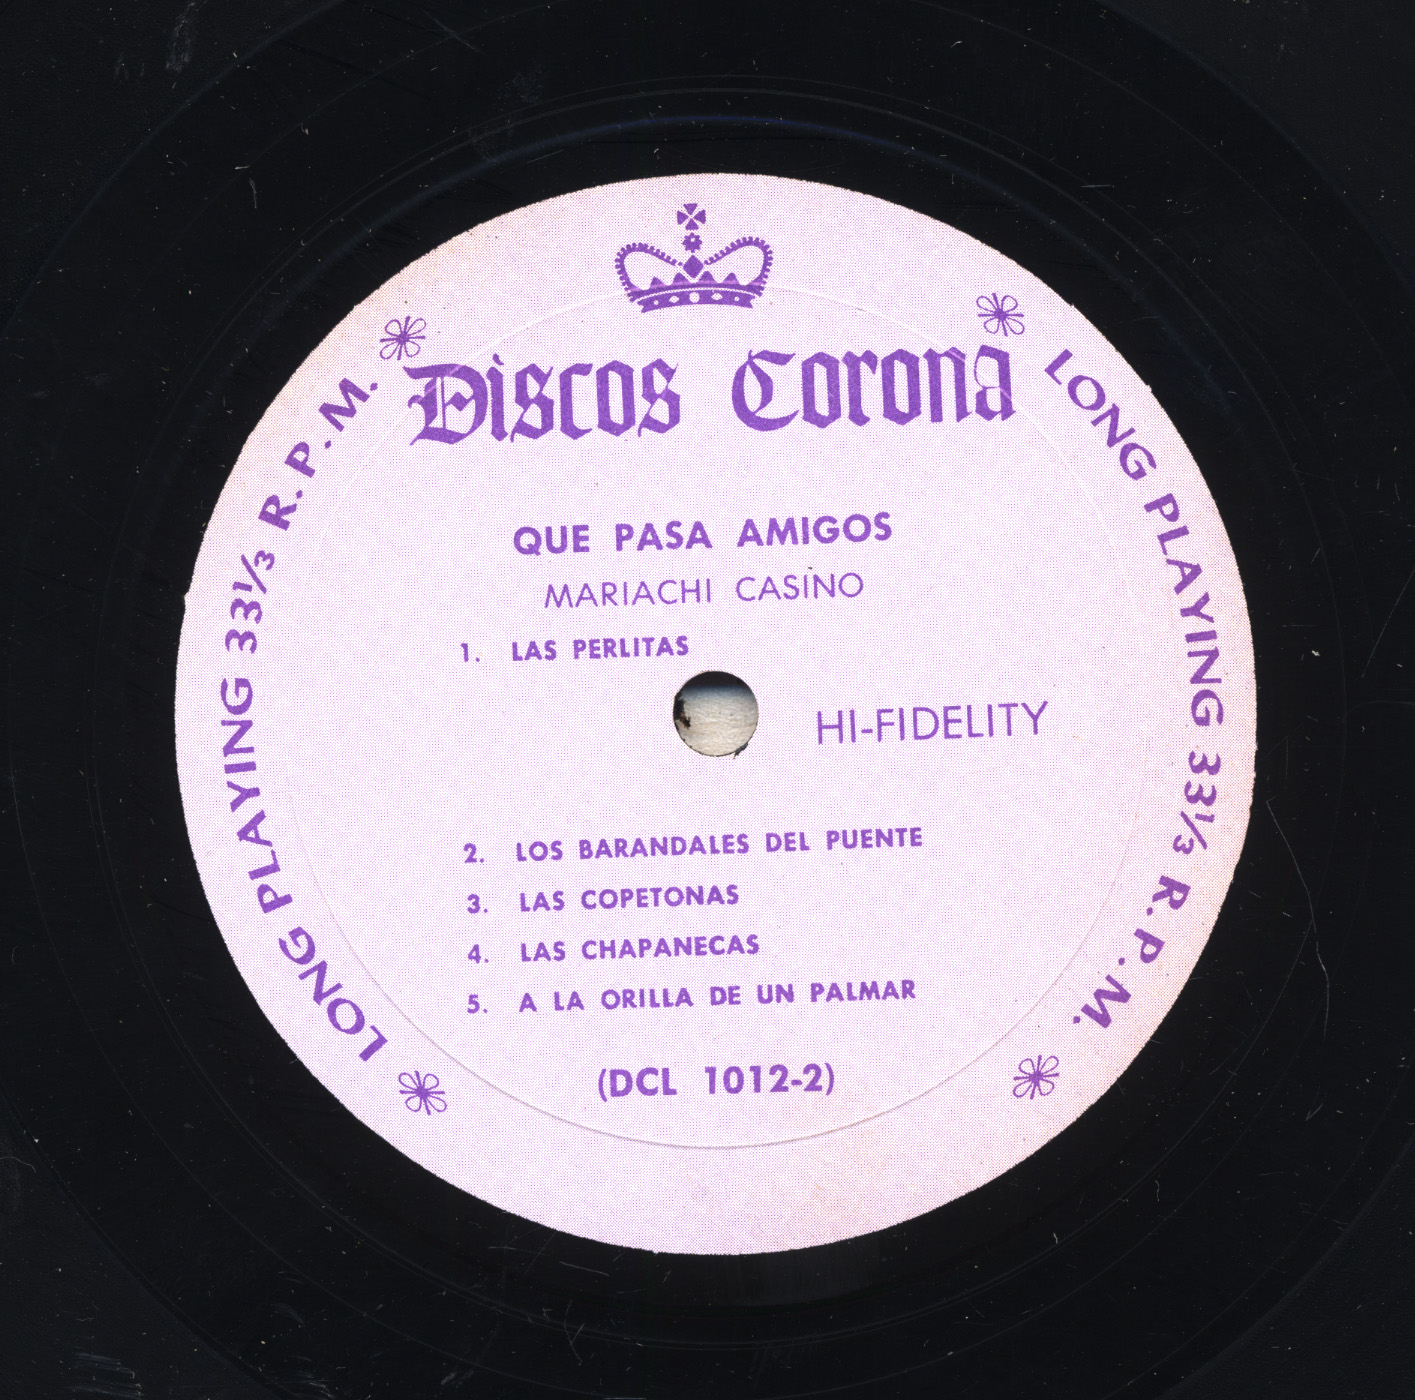 Discos Corona
QUE PASA AMIGOS
MARIACHI CASINO
1. LAS PERLITAS
HI-FIDELITY
2. LOS BARANDALES DEL PUENTE
3. LAS COPETONAS
4. LAS CHAPANECAS
5. A LA ORILLA DE UN PALMAR
(DCL 1012-2)
LONG PLAYING 33⅓ R.P.M.
LONG PLAYING 33⅓ R.P.M.